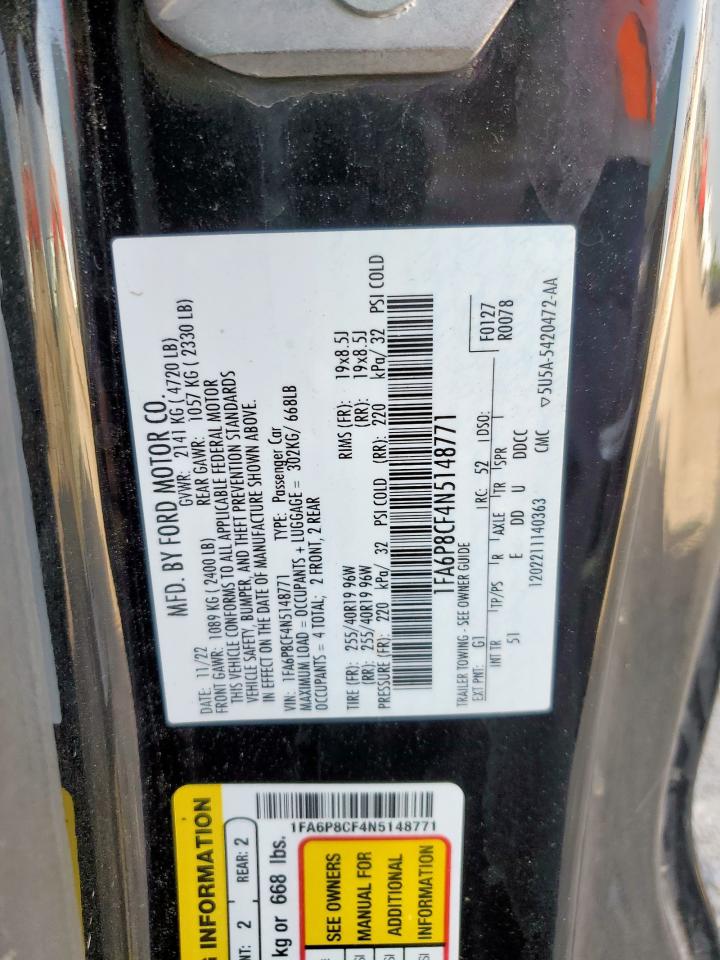 MFD. BY FORD MOTOR CO.
DATE: 11/22 GVWR: 2141 KG ( 4720 LB)
FRONT GAWR: 1089 KG ( 2400 LB) REAR GAWR: 1057 KG ( 2330 LB)
THIS VEHICLE CONFORMS TO ALL APPLICABLE FEDERAL MOTOR
VEHICLE SAFETY, BUMPER, AND THEFT PREVENTION STANDARDS
IN EFFECT ON THE DATE OF MANUFACTURE SHOWN ABOVE.
VIN: 1FA6P8CF4N5148771 TYPE: Passenger Car
MAXIMUM LOAD = OCCUPANTS + LUGGAGE = 302KG/ 668LB
OCCUPANTS = 4 TOTAL; 2 FRONT, 2 REAR
TIRE (FR): 255/40R19 96W RIMS (FR): 19x8.5J
(RR): 255/40R19 96W (RR): 19x8.5J
PRESSURE (FR): 220 kPa/ 32 PSI COLD (RR): 220 kPa/ 32 PSI COLD
1FA6P8CF4N5148771
TRAILER TOWING - SEE OWNER GUIDE
EXT PNT: G1 RC: 52 DSO: F0127
R0078
INT TR TP/PS R AXLE TR SPR
51 E DD U DDCC
CMC ▽5U5A-5420472-AA
1202211140363
INFORMATION
2 REAR: 2
kg or 668 lbs.
1FA6P8CF4N5148771
SEE OWNERS
MANUAL FOR
ADDITIONAL
INFORMATION